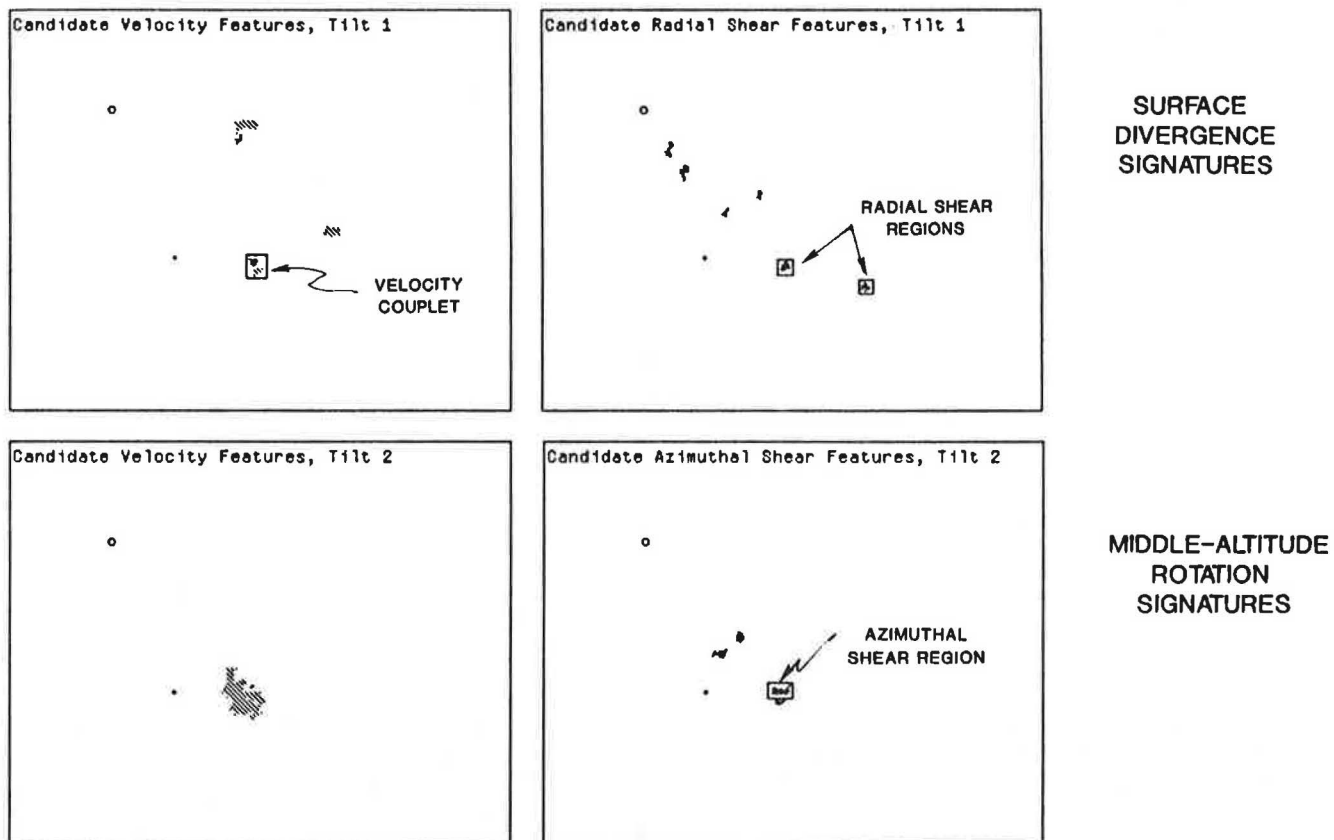 Candidate Velocity Features, Tilt 1
VELOCITY
COUPLET
Candidate Radial Shear Features, Tilt 1
RADIAL SHEAR
REGIONS
SURFACE
DIVERGENCE
SIGNATURES
Candidate Velocity Features, Tilt 2
Candidate Azimuthal Shear Features, Tilt 2
AZIMUTHAL
SHEAR REGION
MIDDLE-ALTITUDE
ROTATION
SIGNATURES